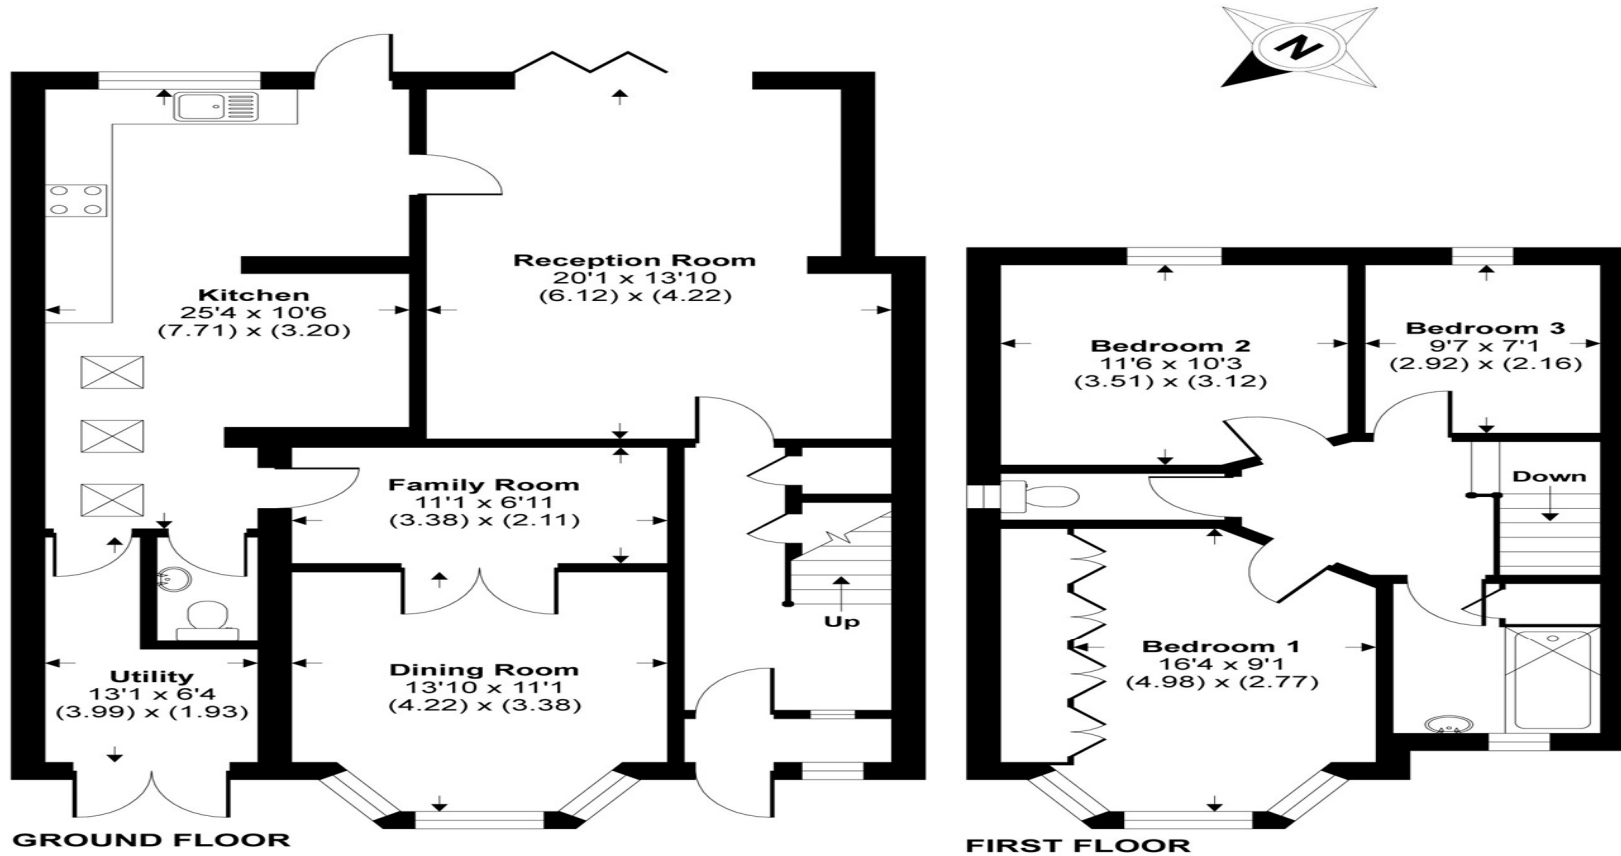 N
Reception Room
20'1 x 13'10
(6.12) x (4.22)
Kitchen
25'4 x 10'6
(7.71) x (3.20)
Family Room
11'1 x 6'11
(3.38) x (2.11)
Up
Utility
13'1 x 6'4
(3.99) x (1.93)
Dining Room
13'10 x 11'1
(4.22) x (3.38)
GROUND FLOOR
Bedroom 2
11'6 x 10'3
(3.51) x (3.12)
Bedroom 3
9'7 x 7'1
(2.92) x (2.16)
Down
Bedroom 1
16'4 x 9'1
(4.98) x (2.77)
FIRST FLOOR